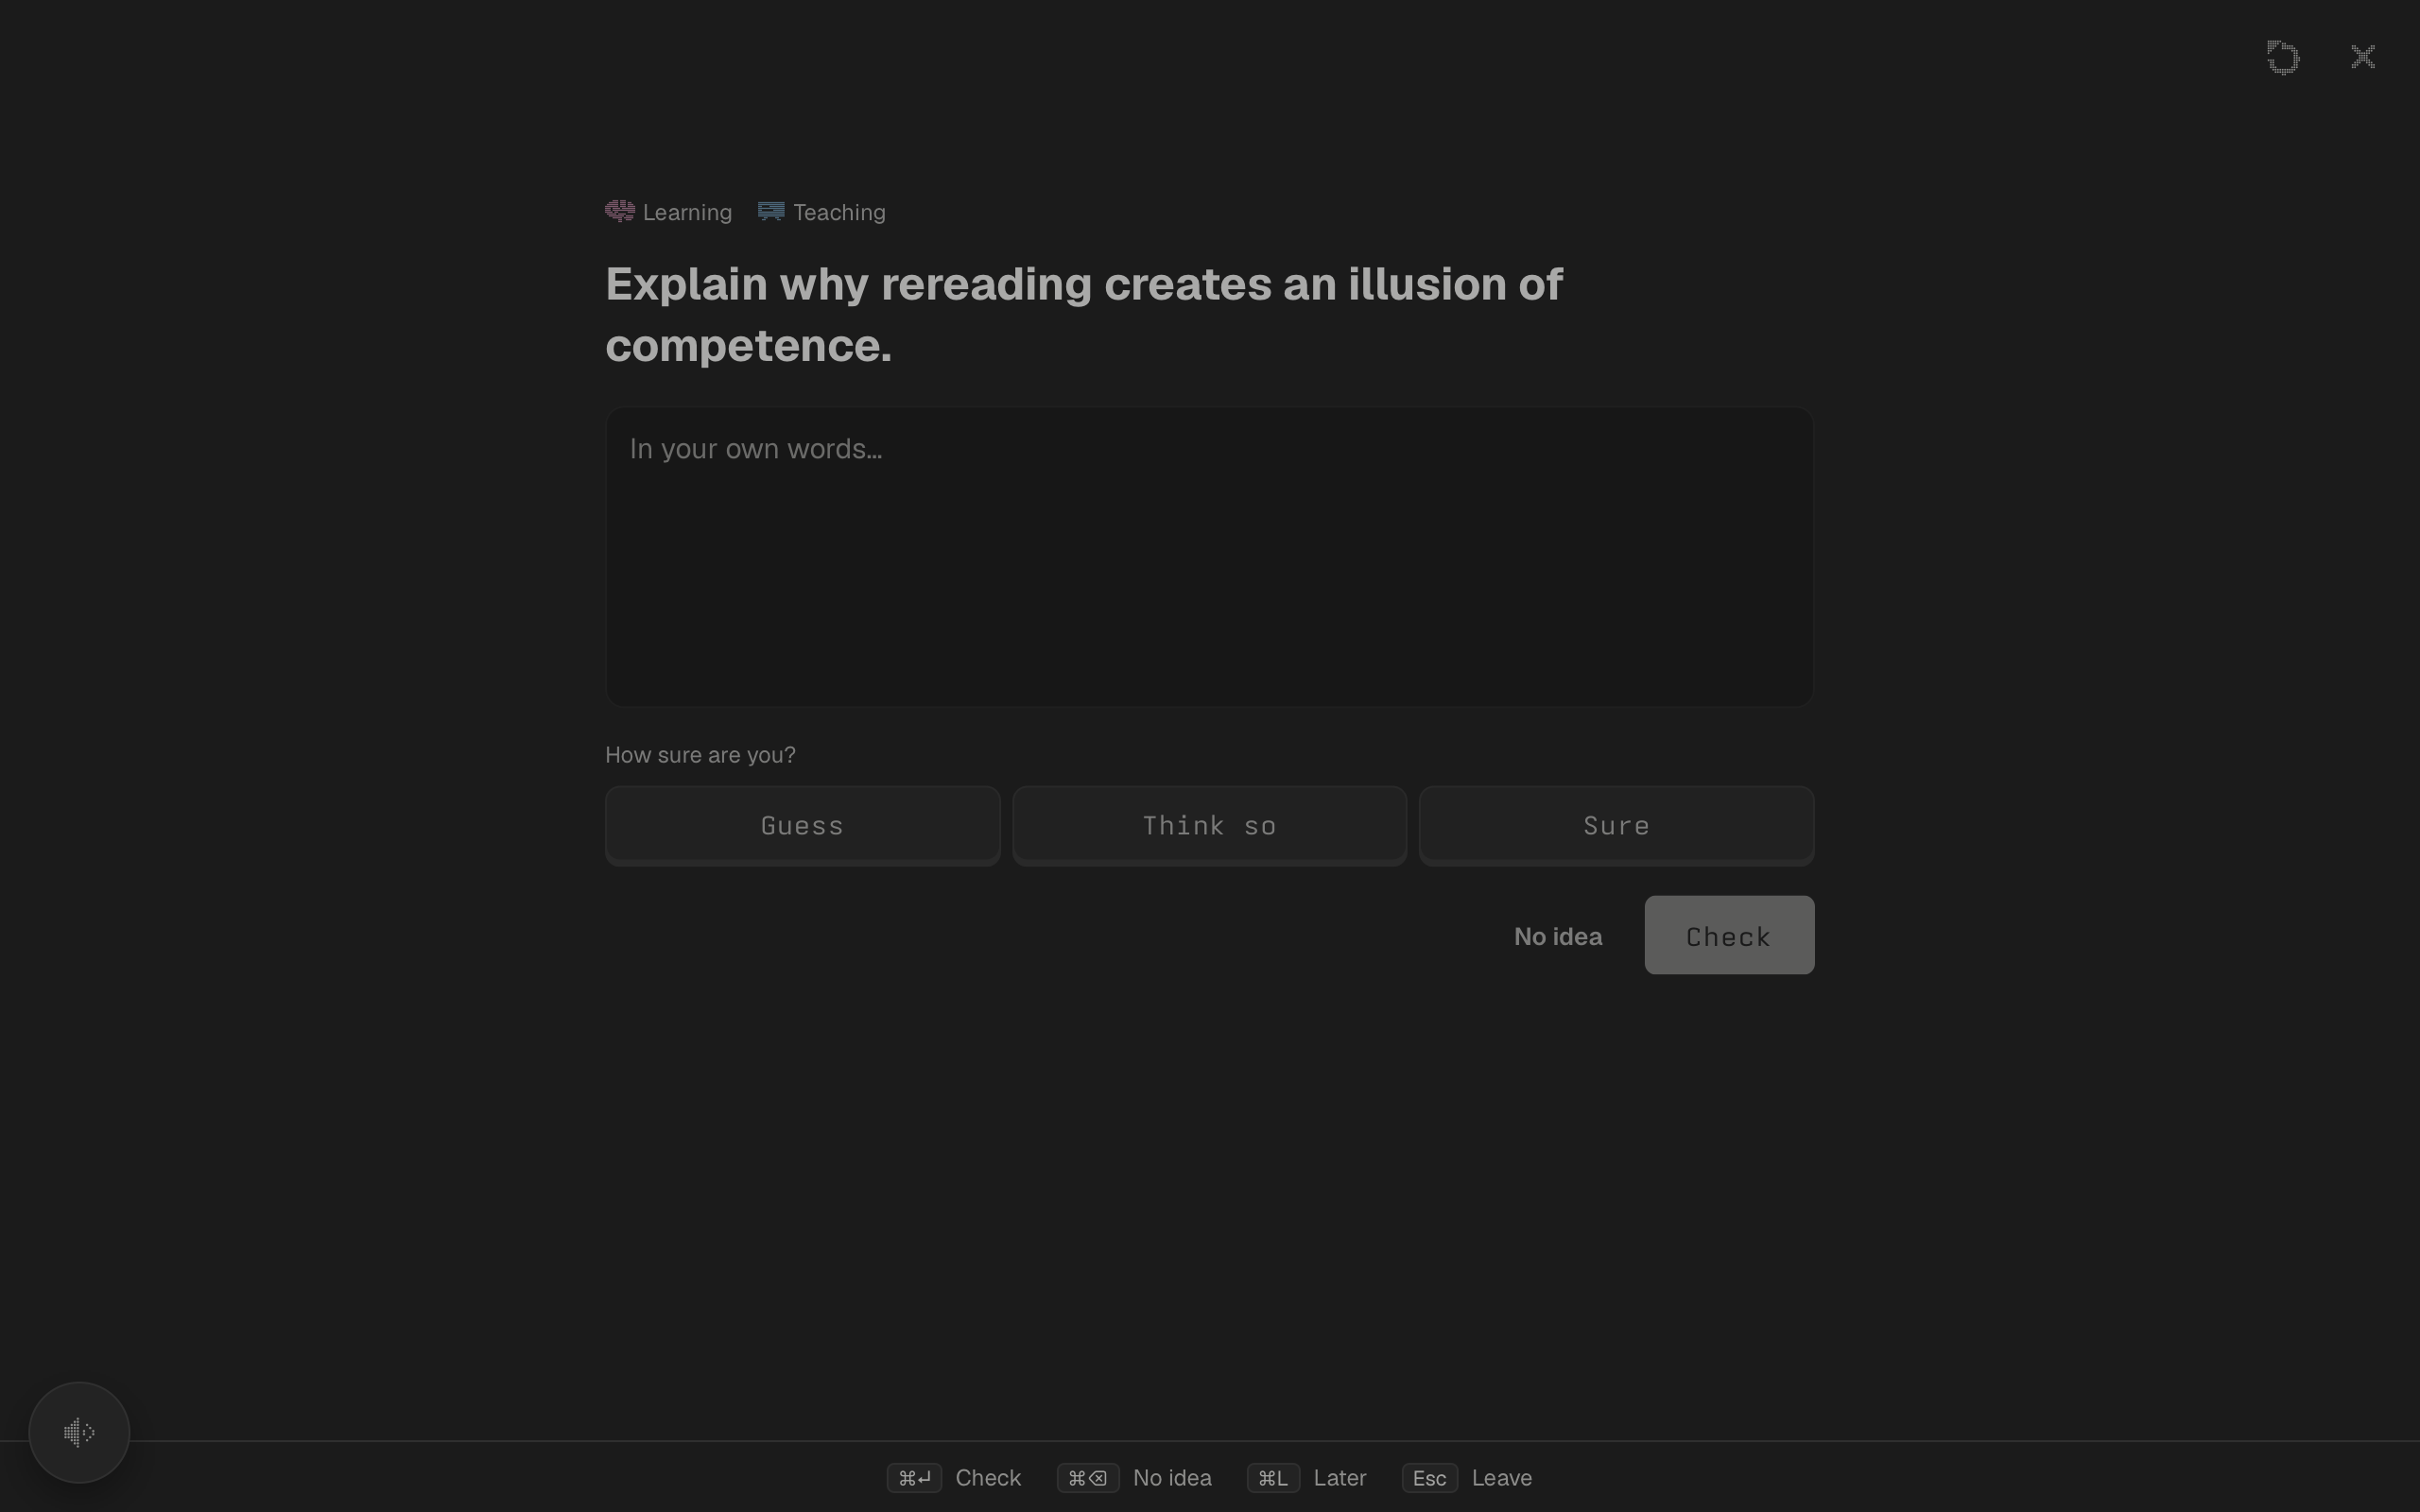 Learning Teaching
Explain why rereading creates an illusion of
competence.
In your own words…
How sure are you?
Guess Think so Sure
No idea Check
⌘↵ Check ⌘⌫ No idea ⌘L Later Esc Leave